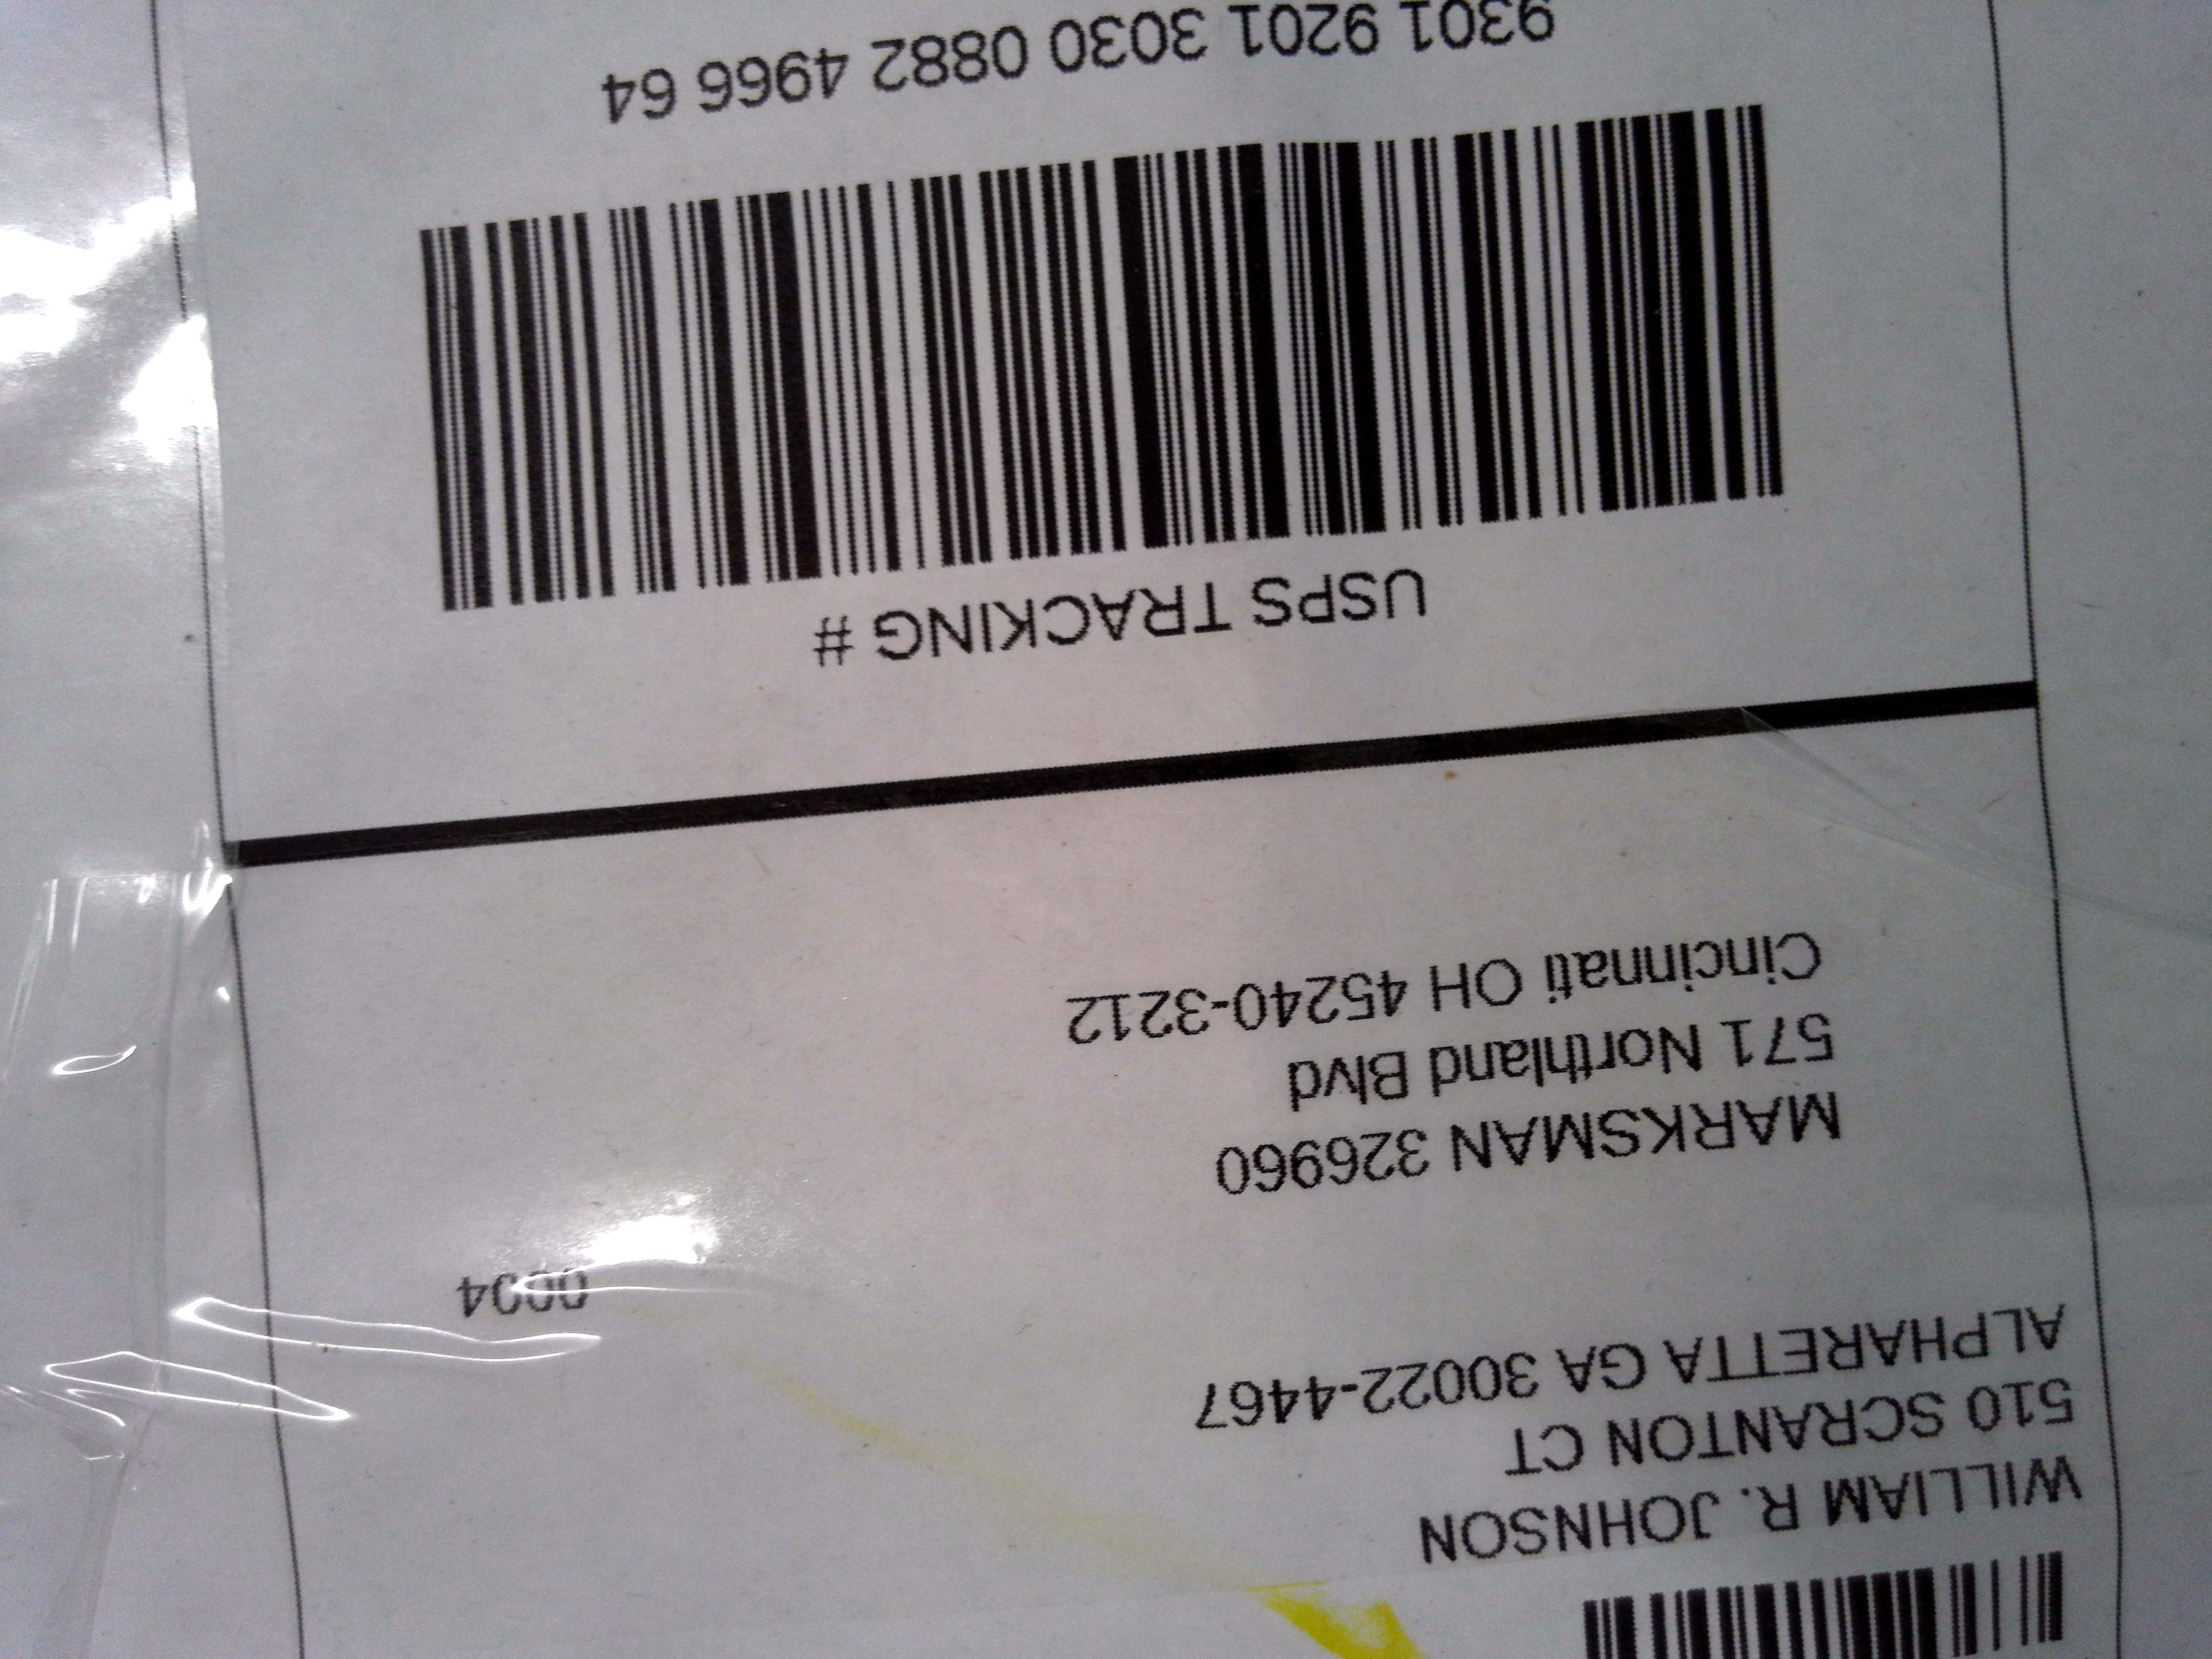 WILLIAM R. JOHNSON
510 SCRANTON CT
ALPHARETTA GA 30022-4467
0004
MARKSMAN 326960
571 Northland Blvd
Cincinnati OH 45240-3212
USPS TRACKING #
9301 9201 3030 0882 4966 64